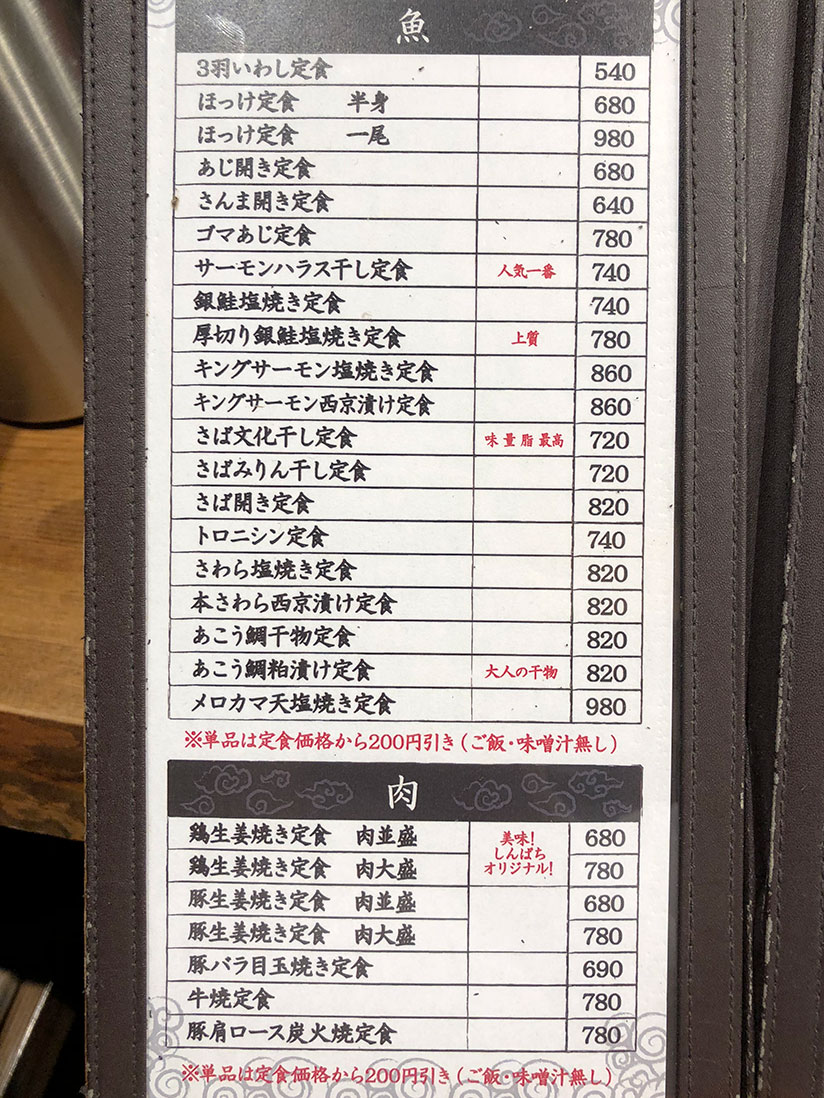 魚
3羽いわし定食 540
ほっけ定食 半身 680
ほっけ定食 一尾 980
あじ開き定食 680
さんま開き定食 640
ゴマあじ定食 780
サーモンハラス干し定食 人気一番 740
銀鮭塩焼き定食 740
厚切り銀鮭塩焼き定食 上質 780
キングサーモン塩焼き定食 860
キングサーモン西京漬け定食 860
さば文化干し定食 味量脂最高 720
さばみりん干し定食 720
さば開き定食 820
トロニシン定食 740
さわら塩焼き定食 820
本さわら西京漬け定食 820
あこう鯛干物定食 820
あこう鯛粕漬け定食 大人の干物 820
メロカマ天塩焼き定食 980
※単品は定食価格から200円引き(ご飯・味噌汁無し)
肉
鶏生姜焼き定食 肉並盛 680
美味!
しんぱち
オリジナル!
鶏生姜焼き定食 肉大盛 780
豚生姜焼き定食 肉並盛 680
豚生姜焼き定食 肉大盛 780
豚バラ目玉焼き定食 690
牛焼定食 780
豚肩ロース炭火焼定食 780
※単品は定食価格から200円引き(ご飯・味噌汁無し)